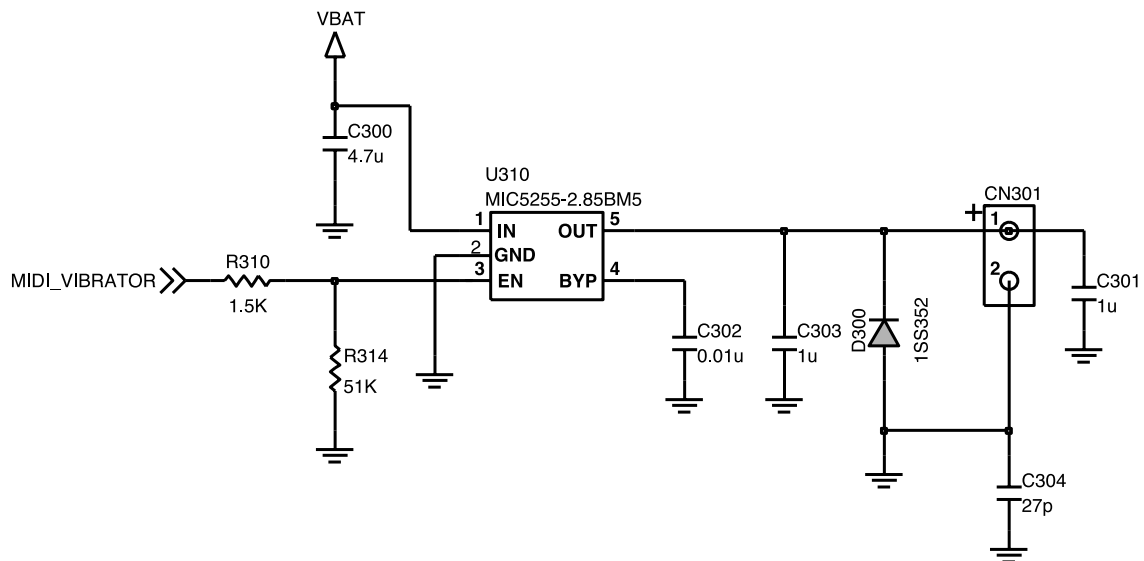 VBAT
C300
4.7u
U310
MIC5255-2.85BM5
1 IN OUT 5
2 GND
3 EN BYP 4
MIDI_VIBRATOR
R310
1.5K
R314
51K
C302
0.01u
C303
1u
D300
1SS352
CN301
+
1
2
C301
1u
C304
27p